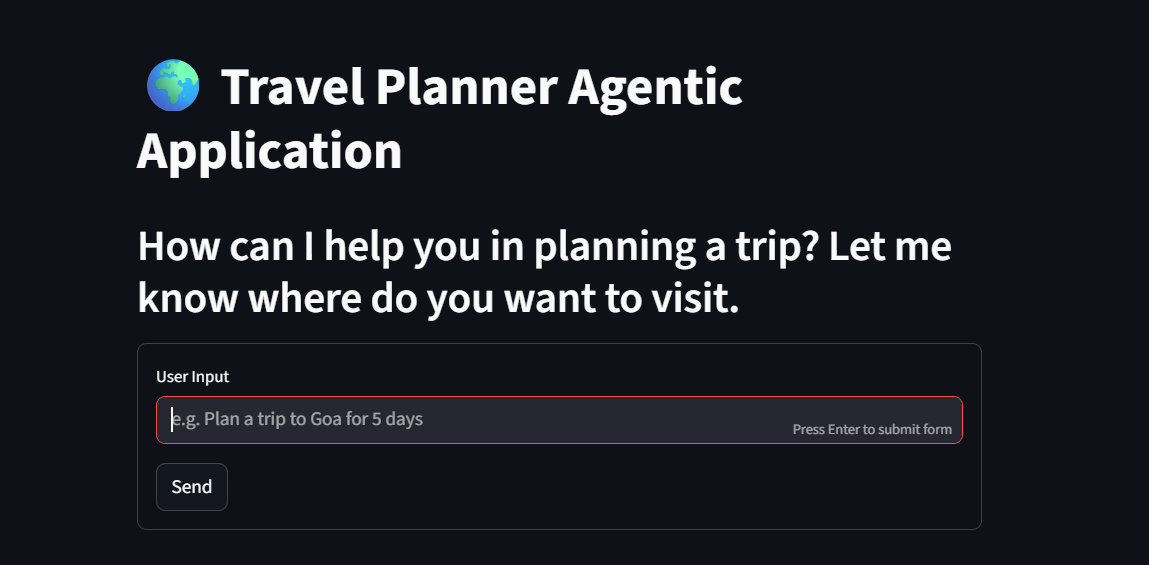 🌍 Travel Planner Agentic
Application
How can I help you in planning a trip? Let me
know where do you want to visit.
User Input
e.g. Plan a trip to Goa for 5 days
Press Enter to submit form
Send